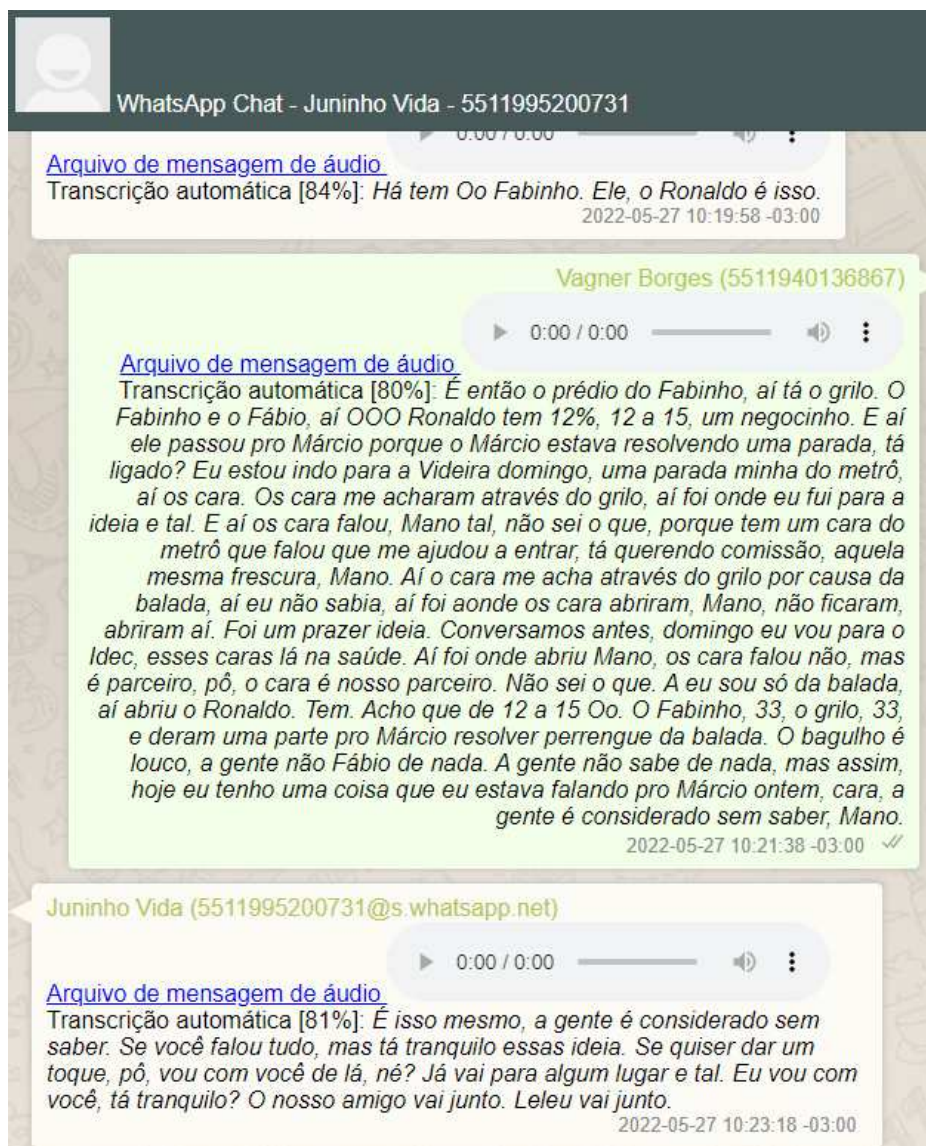 WhatsApp Chat - Juninho Vida - 5511995200731
0:00 / 0:00
Arquivo de mensagem de áudio
Transcrição automática [84%]: Há tem Oo Fabinho. Ele, o Ronaldo é isso.
2022-05-27 10:19:58 -03:00
Vagner Borges (5511940136867)
0:00 / 0:00
Arquivo de mensagem de áudio
Transcrição automática [80%]: É então o prédio do Fabinho, aí tá o grilo. O
Fabinho e o Fábio, aí OOO Ronaldo tem 12%, 12 a 15, um negocinho. E aí
ele passou pro Márcio porque o Márcio estava resolvendo uma parada, tá
ligado? Eu estou indo para a Videira domingo, uma parada minha do metrô,
aí os cara. Os cara me acharam através do grilo, aí foi onde eu fui para a
ideia e tal. E aí os cara falou, Mano tal, não sei o que, porque tem um cara do
metrô que falou que me ajudou a entrar, tá querendo comissão, aquela
mesma frescura, Mano. Aí o cara me acha através do grilo por causa da
balada, aí eu não sabia, aí foi aonde os cara abriram, Mano, não ficaram,
abriram aí. Foi um prazer ideia. Conversamos antes, domingo eu vou para o
Idec, esses caras lá na saúde. Aí foi onde abriu Mano, os cara falou não, mas
é parceiro, pô, o cara é nosso parceiro. Não sei o que. A eu sou só da balada,
aí abriu o Ronaldo. Tem. Acho que de 12 a 15 Oo. O Fabinho, 33, o grilo, 33,
e deram uma parte pro Márcio resolver perrengue da balada. O bagulho é
louco, a gente não Fábio de nada. A gente não sabe de nada, mas assim,
hoje eu tenho uma coisa que eu estava falando pro Márcio ontem, cara, a
gente é considerado sem saber, Mano.
2022-05-27 10:21:38 -03:00
Juninho Vida (5511995200731@s.whatsapp.net)
0:00 / 0:00
Arquivo de mensagem de áudio
Transcrição automática [81%]: É isso mesmo, a gente é considerado sem
saber. Se você falou tudo, mas tá tranquilo essas ideia. Se quiser dar um
toque, pô, vou com você de lá, né? Já vai para algum lugar e tal. Eu vou com
você, tá tranquilo? O nosso amigo vai junto. Leleu vai junto.
2022-05-27 10:23:18 -03:00